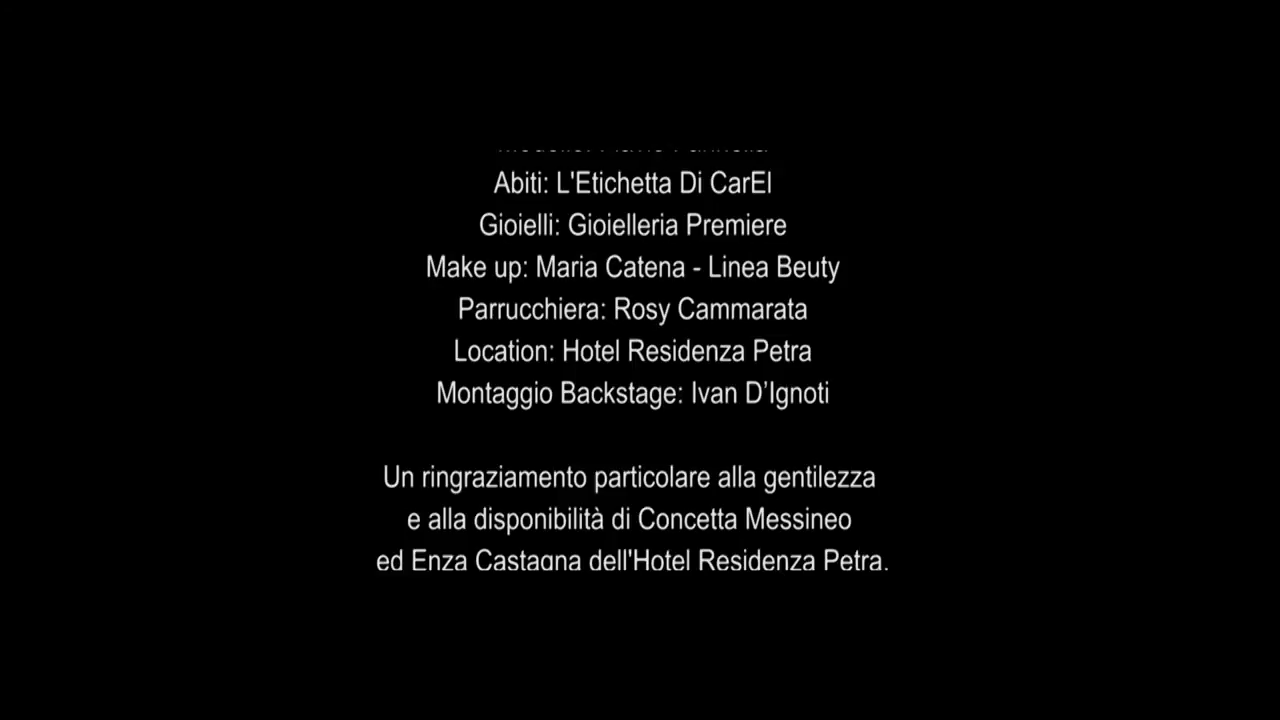 Abiti: L'Etichetta Di CarEl
Gioielli: Gioielleria Premiere
Make up: Maria Catena - Linea Beuty
Parrucchiera: Rosy Cammarata
Location: Hotel Residenza Petra
Montaggio Backstage: Ivan D’Ignoti
Un ringraziamento particolare alla gentilezza
e alla disponibilità di Concetta Messineo
ed Enza Castagna dell'Hotel Residenza Petra.